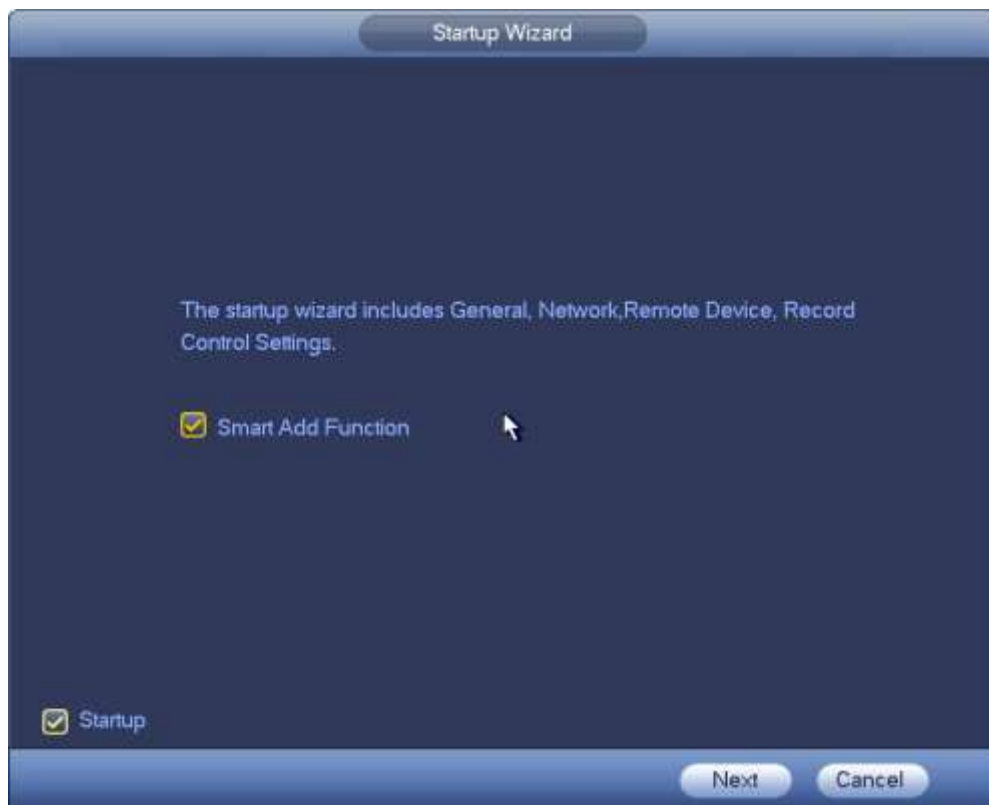 Startup Wizard
The startup wizard includes General, Network,Remote Device, Record
Control Settings.
Smart Add Function
Startup
Next Cancel